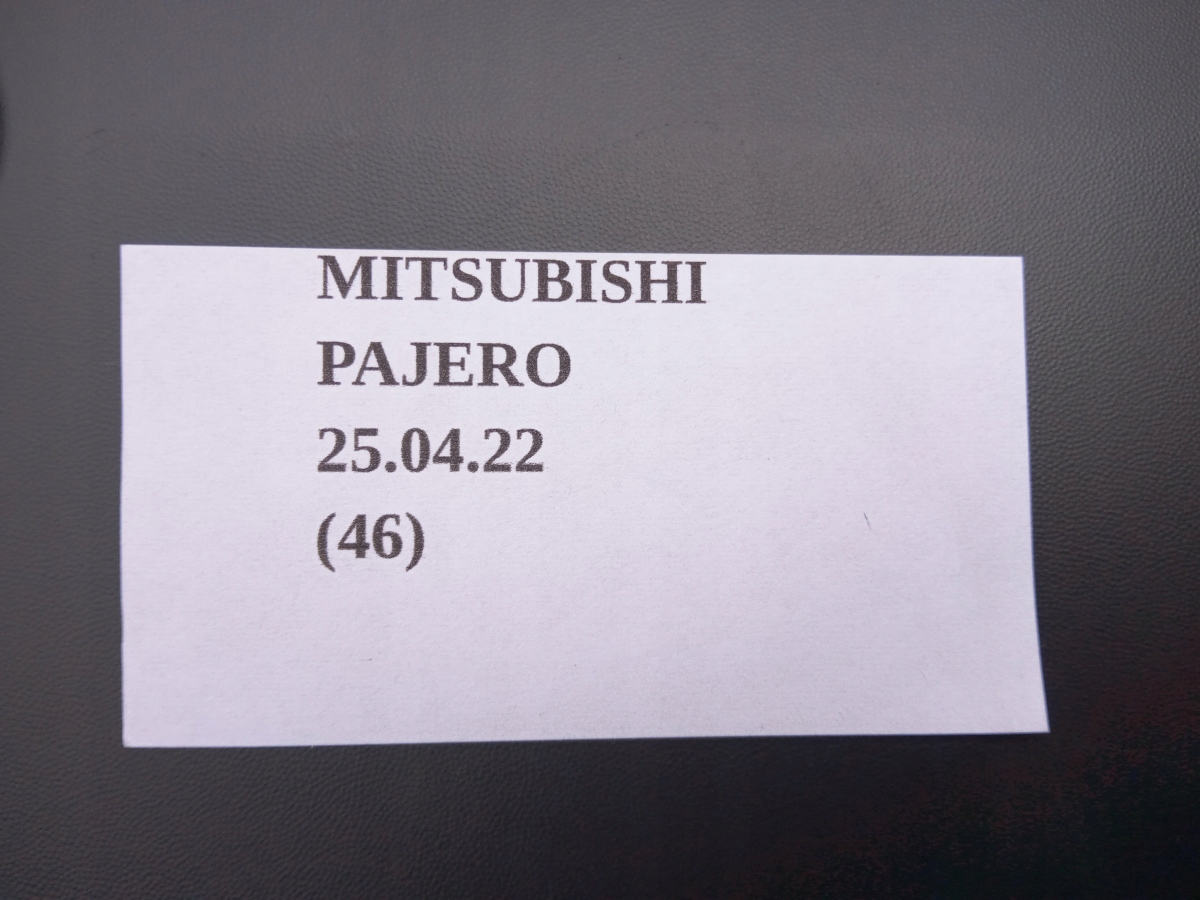 MITSUBISHI
PAJERO
25.04.22
(46)